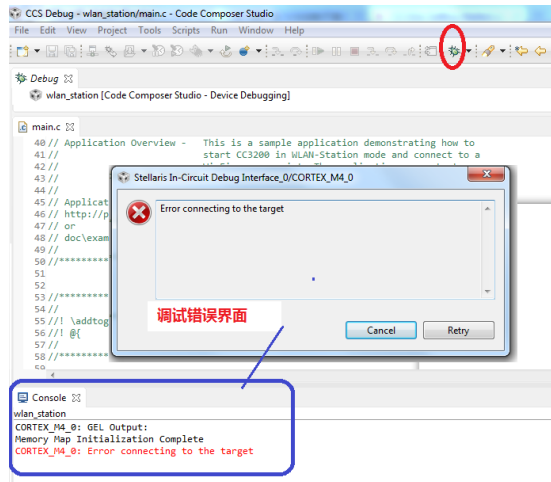 CCS Debug - wlan_station/main.c - Code Composer Studio
File Edit View Project Tools Scripts Run Window Help
Debug
wlan_station [Code Composer Studio - Device Debugging]
main.c
40 // Application Overview - This is a sample application demonstrating how to
41 // start CC3200 in WLAN-Station mode and connect to a
42 //
43 //
44 //
45 // Applicat
46 // http://p
47 // or
48 // doc\exam
49 //
50 //**********
51
52
53 //**********
54 //
55 //! \addtog
56 //! @{
57 //
58 //**********
59
Stellaris In-Circuit Debug Interface_0/CORTEX_M4_0
Error connecting to the target
调试错误界面
Cancel Retry
Console
wlan_station
CORTEX_M4_0: GEL Output:
Memory Map Initialization Complete
CORTEX_M4_0: Error connecting to the target